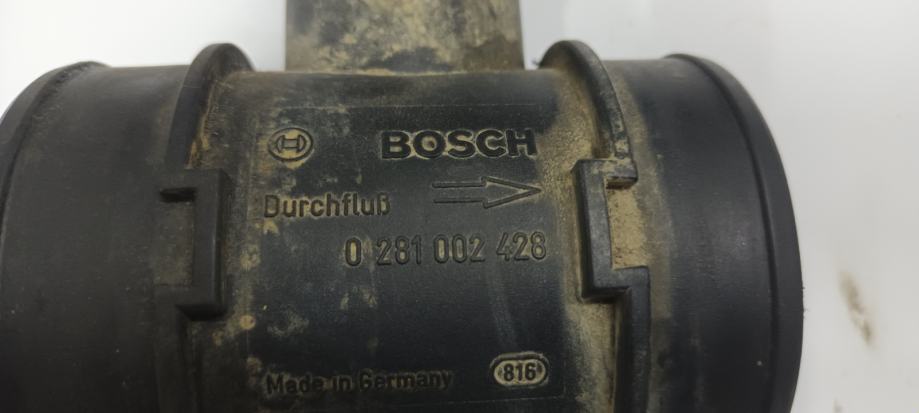 BOSCH
Durchfluß
0 281 002 428
Made in Germany 816